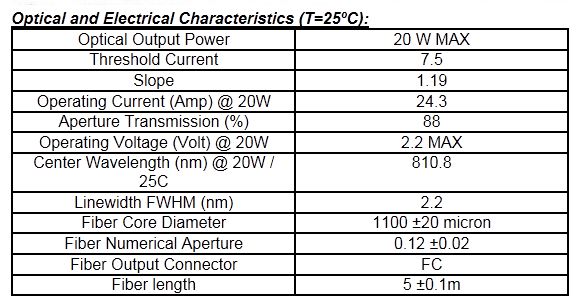 Optical and Electrical Characteristics (T=25ºC):
Optical Output Power 20 W MAX
Threshold Current 7.5
Slope 1.19
Operating Current (Amp) @ 20W 24.3
Aperture Transmission (%) 88
Operating Voltage (Volt) @ 20W 2.2 MAX
Center Wavelength (nm) @ 20W / 810.8
25C
Linewidth FWHM (nm) 2.2
Fiber Core Diameter 1100 ±20 micron
Fiber Numerical Aperture 0.12 ±0.02
Fiber Output Connector FC
Fiber length 5 ±0.1m